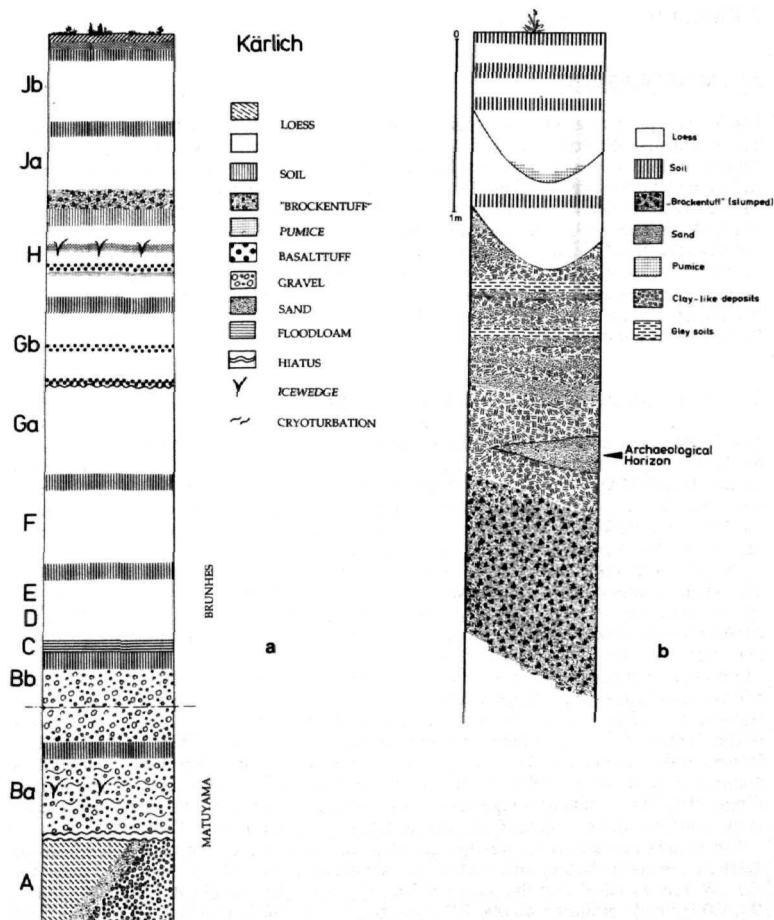 Kärlich
Jb
Ja
H
Gb
Ga
F
E
D
C
Bb
Ba
A
BRUNHES
MATUYAMA
LOESS
SOIL
"BROCKENTUFF"
PUMICE
BASALTTUFF
GRAVEL
SAND
FLOODLOAM
HIATUS
ICEWEDGE
CRYOTURBATION
a
0
1m
Loess
Soil
„Brockentuff" (slumped)
Sand
Pumice
Clay-like deposits
Gley soils
Archaeological
Horizon
b